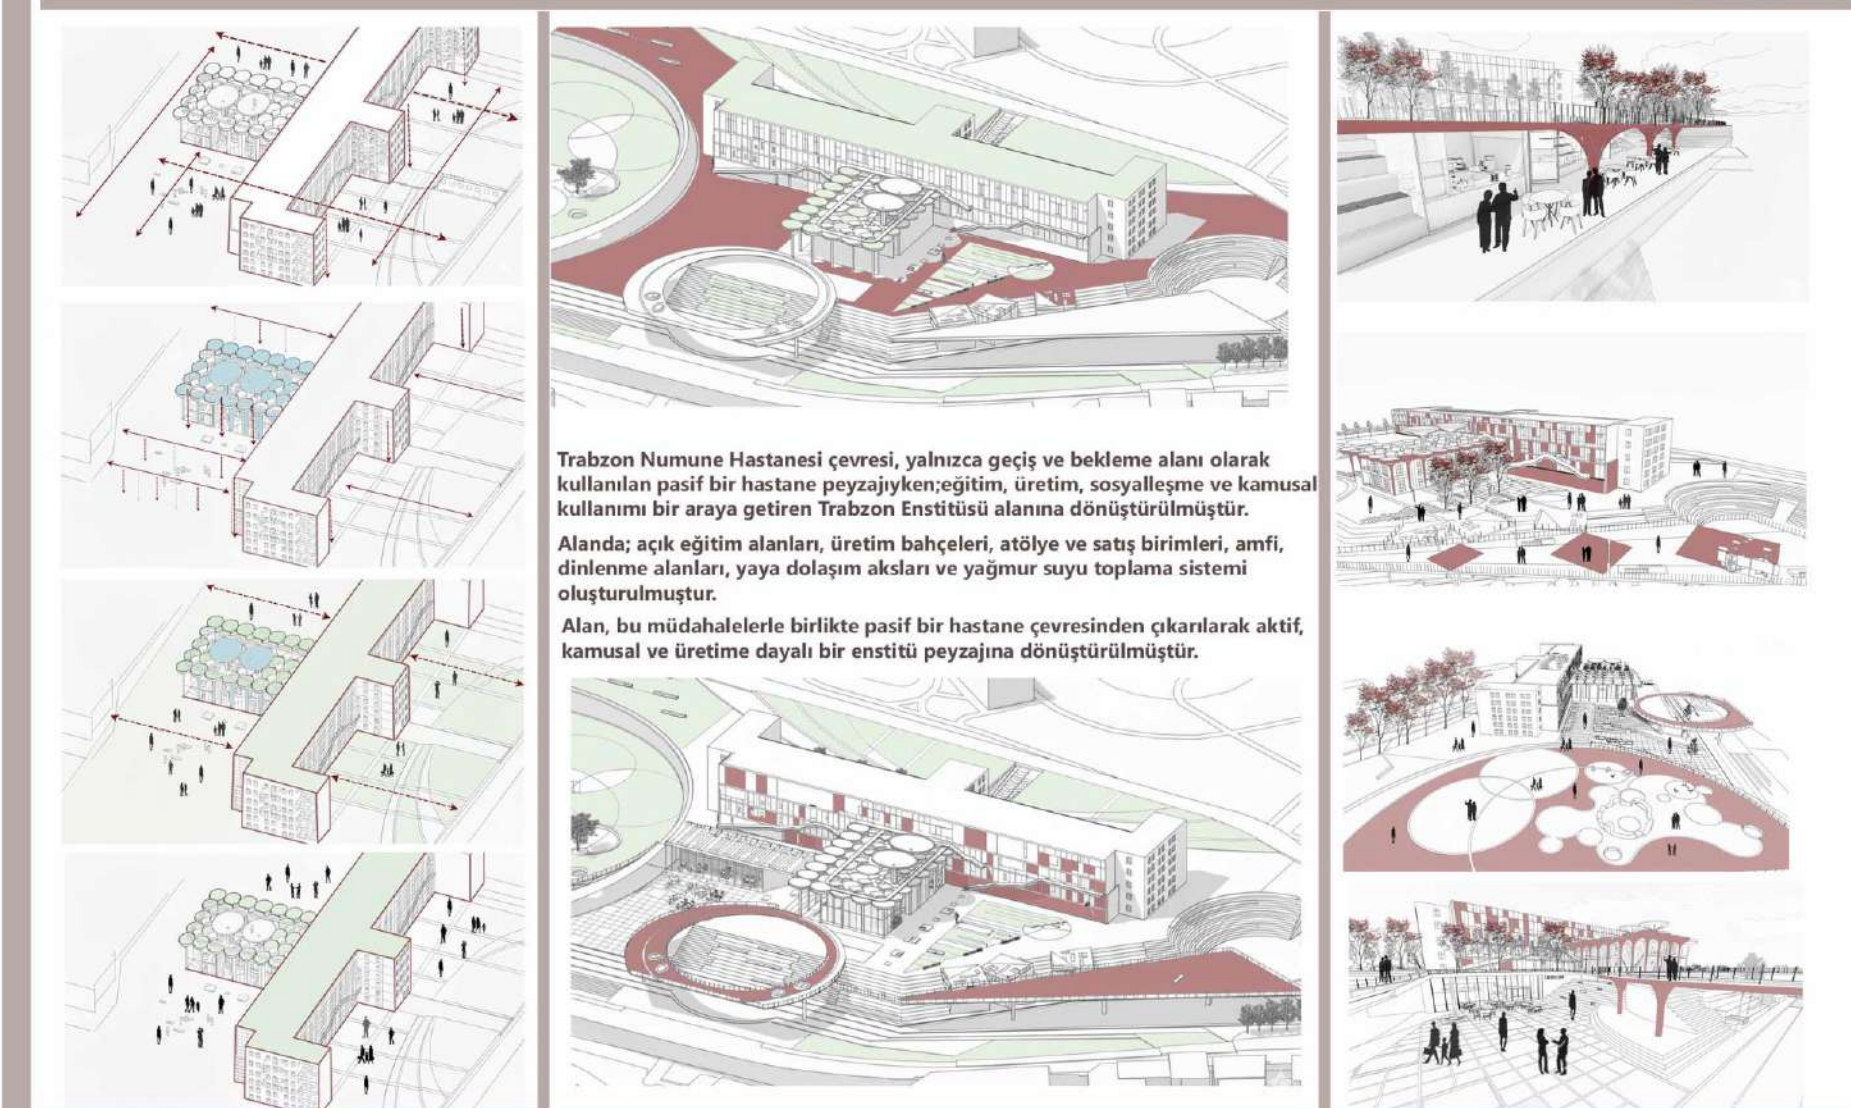 Trabzon Numune Hastanesi çevresi, yalnızca geçiş ve bekleme alanı olarak
kullanılan pasif bir hastane peyzajıyken;eğitim, üretim, sosyalleşme ve kamusal
kullanımı bir araya getiren Trabzon Enstitüsü alanına dönüştürülmüştür.
Alanda; açık eğitim alanları, üretim bahçeleri, atölye ve satış birimleri, amfi,
dinlenme alanları, yaya dolaşım aksları ve yağmur suyu toplama sistemi
oluşturulmuştur.
Alan, bu müdahalelerle birlikte pasif bir hastane çevresinden çıkarılarak aktif,
kamusal ve üretime dayalı bir enstitü peyzajına dönüştürülmüştür.